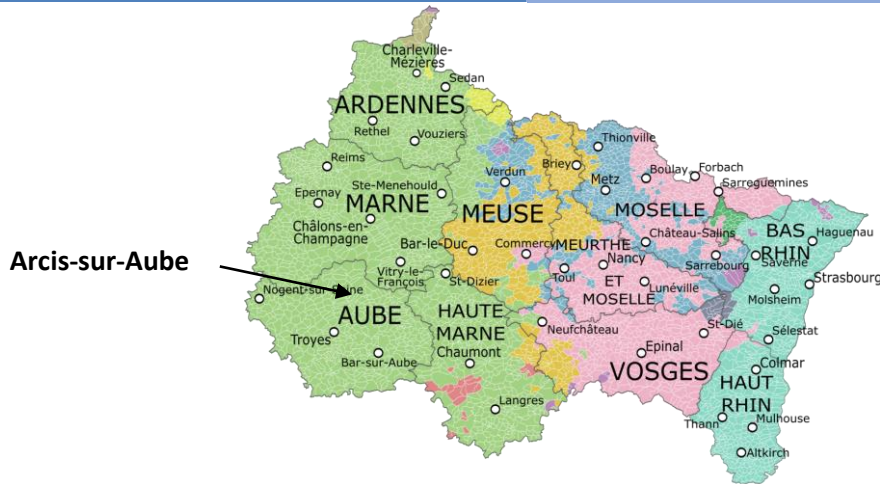 Charleville-
Mézières
Sedan
ARDENNES
Rethel
Vouziers
Thionville
Reims
Briey
Boulay
Forbach
Verdun
Metz
Sarreguemines
Ste-Menehould
Epernay
MARNE
MEUSE
MOSELLE
Châlons-en-
Champagne
BAS
RHIN
Haguenau
Bar-le-Duc
Commercy
MEURTHE
ET
MOSELLE
Château-Salins
Nancy
Saverne
Arcis-sur-Aube
Vitry-le-
François
St-Dizier
Toul
Sarrebourg
Strasbourg
Nogent-sur-Seine
Lunéville
Molsheim
AUBE
HAUTE
MARNE
Neufchâteau
St-Dié
Troyes
Sélestat
Bar-sur-Aube
Chaumont
Epinal
VOSGES
Colmar
HAUT
RHIN
Langres
Thann
Mulhouse
Altkirch